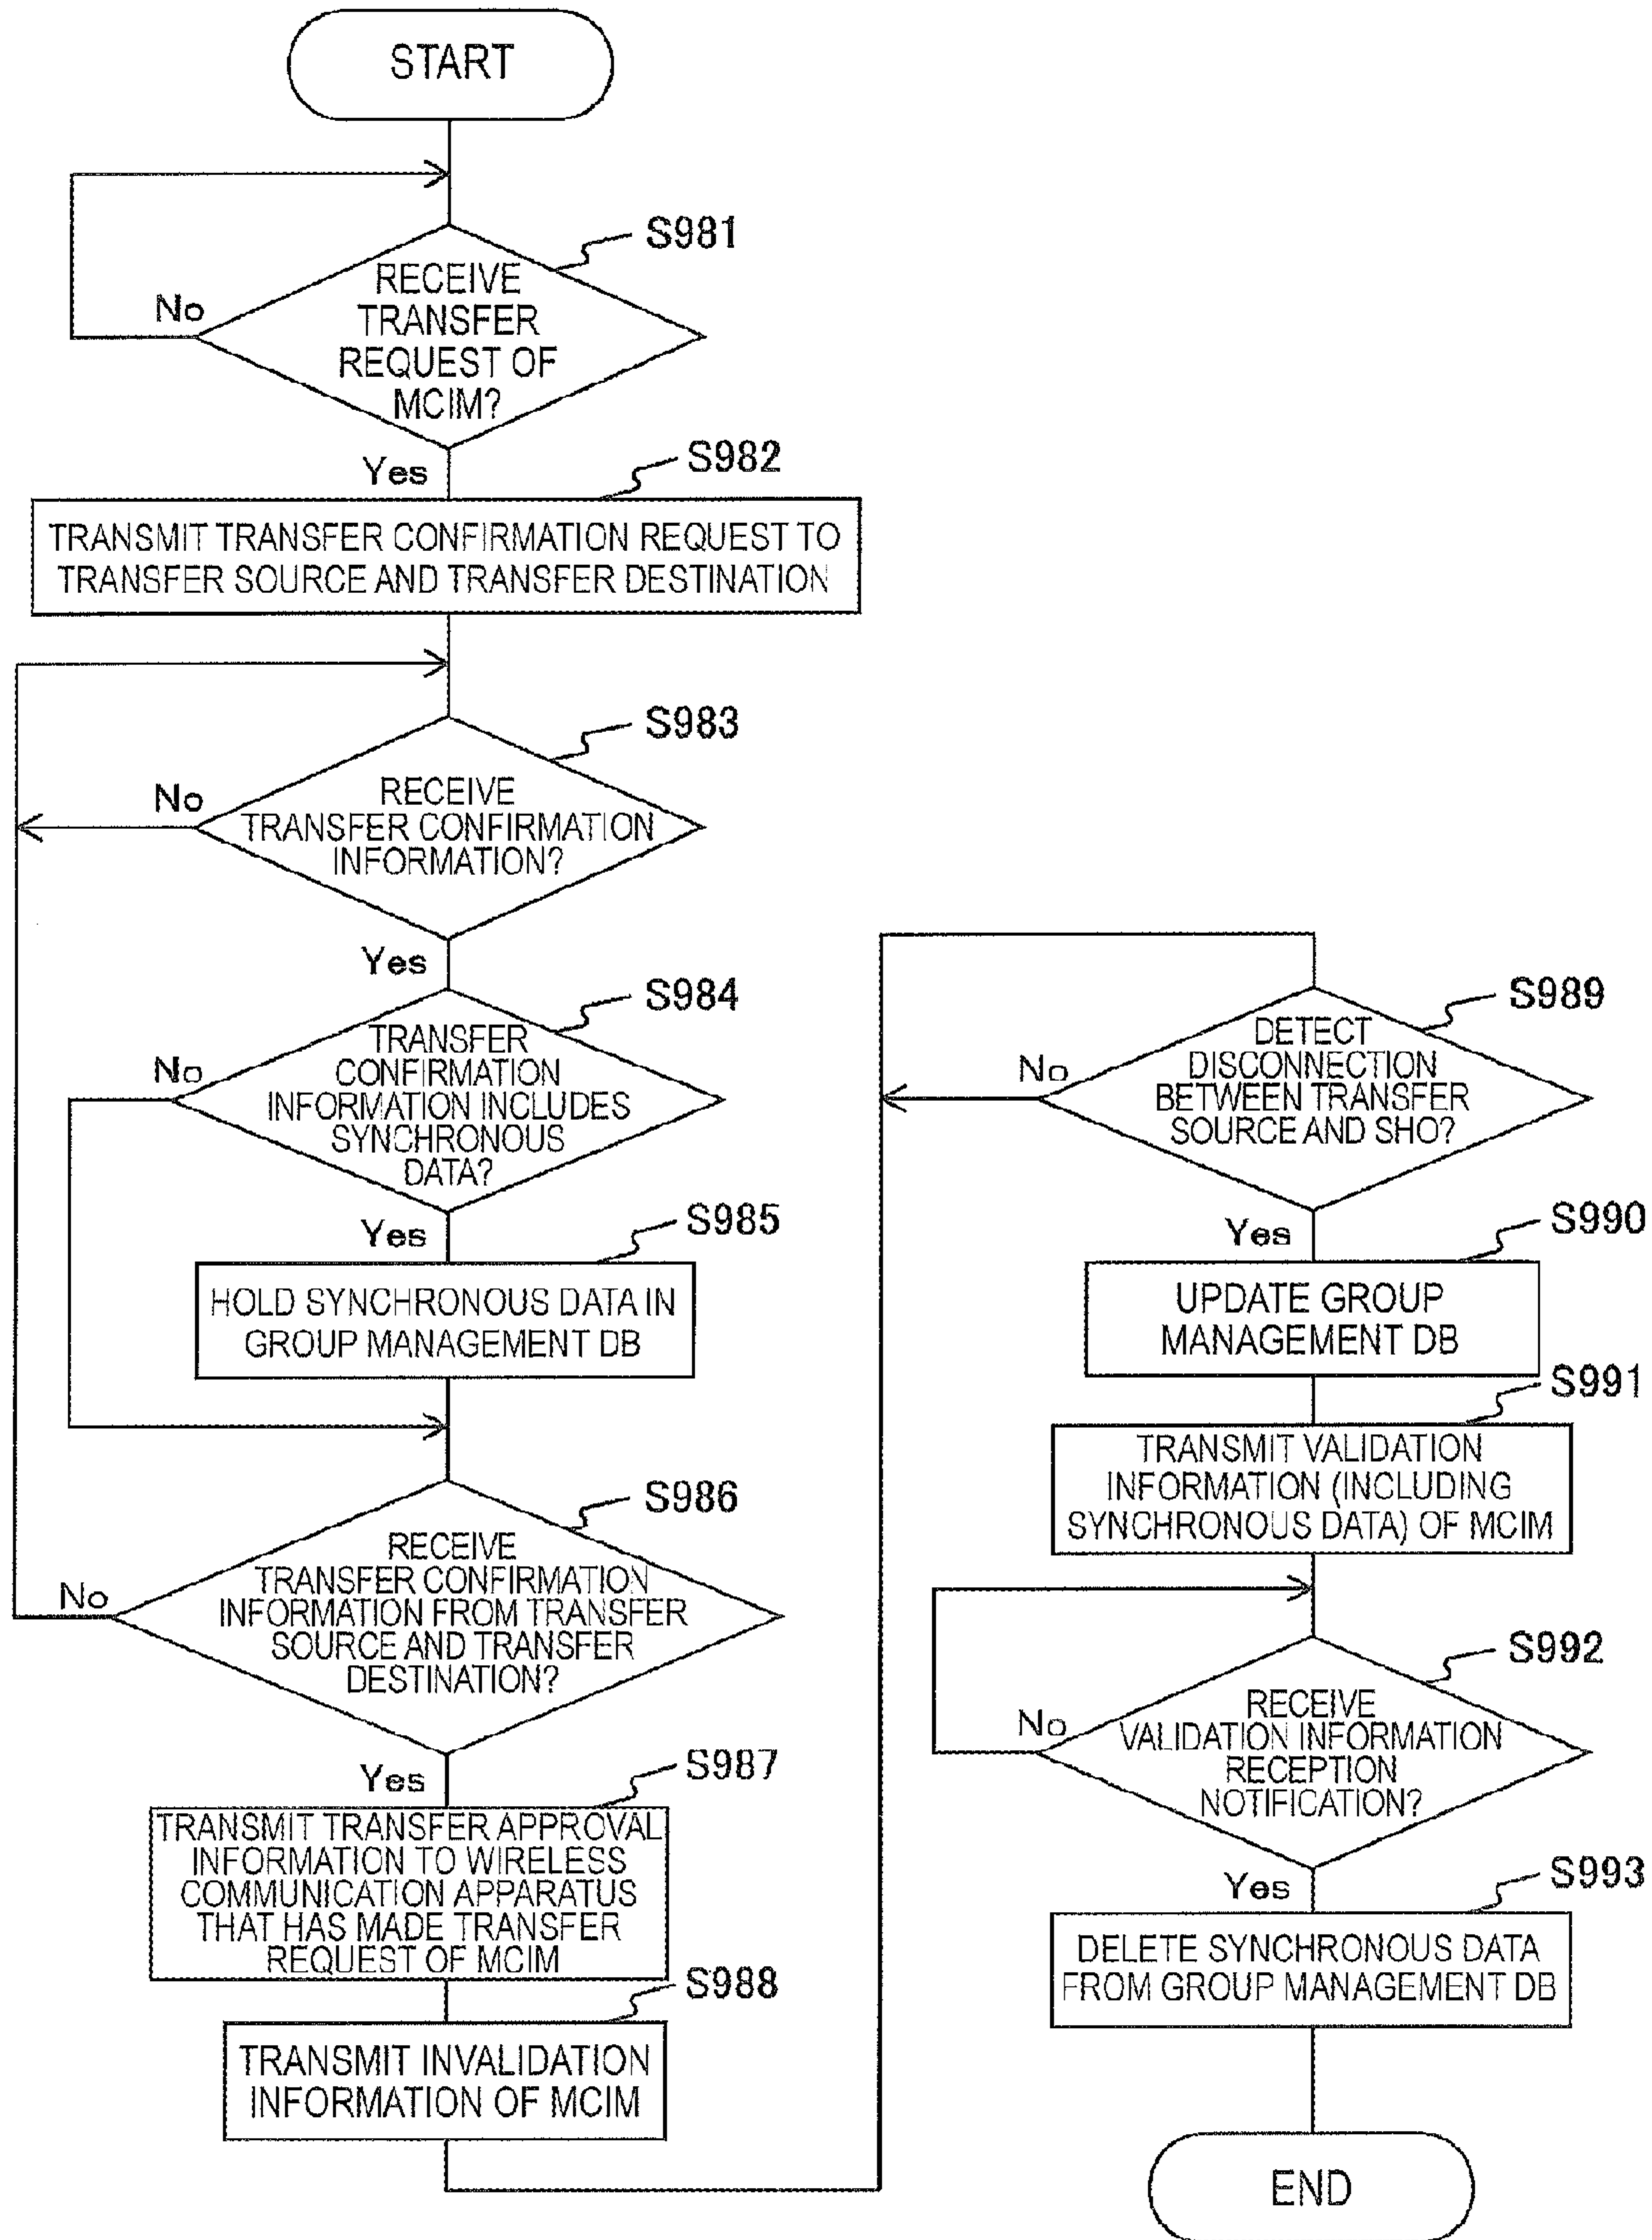 START
S981
RECEIVE
TRANSFER
REQUEST OF
MCIM?
No
Yes
S982
TRANSMIT TRANSFER CONFIRMATION REQUEST TO
TRANSFER SOURCE AND TRANSFER DESTINATION
S983
RECEIVE
TRANSFER CONFIRMATION
INFORMATION?
No
Yes
S984
TRANSFER
CONFIRMATION
INFORMATION INCLUDES
SYNCHRONOUS
DATA?
No
Yes
S985
HOLD SYNCHRONOUS DATA IN
GROUP MANAGEMENT DB
S986
RECEIVE
TRANSFER CONFIRMATION
INFORMATION FROM TRANSFER
SOURCE AND TRANSFER
DESTINATION?
No
Yes
S987
TRANSMIT TRANSFER APPROVAL
INFORMATION TO WIRELESS
COMMUNICATION APPARATUS
THAT HAS MADE TRANSFER
REQUEST OF MCIM
S988
TRANSMIT INVALIDATION
INFORMATION OF MCIM
S989
DETECT
DISCONNECTION
BETWEEN TRANSFER
SOURCE AND SHO?
No
Yes
S990
UPDATE GROUP
MANAGEMENT DB
S991
TRANSMIT VALIDATION
INFORMATION (INCLUDING
SYNCHRONOUS DATA) OF MCIM
S992
RECEIVE
VALIDATION INFORMATION
RECEPTION
NOTIFICATION?
No
Yes
S993
DELETE SYNCHRONOUS DATA
FROM GROUP MANAGEMENT DB
END